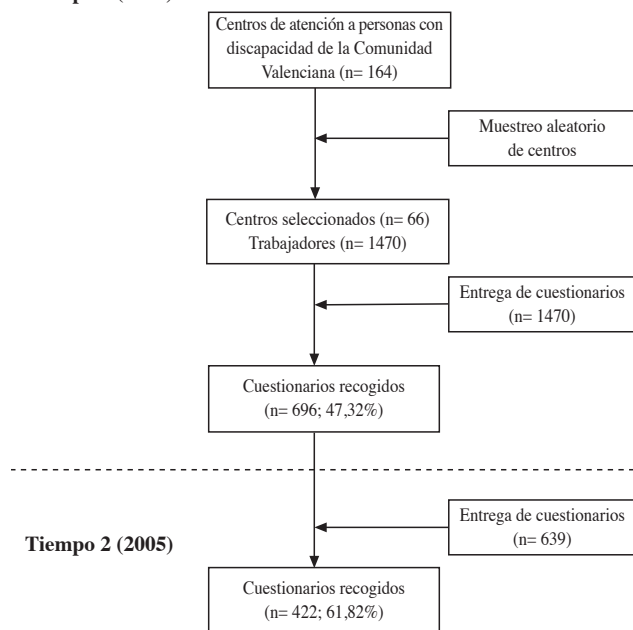 Centros de atención a personas con
discapacidad de la Comunidad
Valenciana (n= 164)
Muestreo aleatorio
de centros
Centros seleccionados (n= 66)
Trabajadores (n= 1470)
Entrega de cuestionarios
(n= 1470)
Cuestionarios recogidos
(n= 696; 47,32%)
Entrega de cuestionarios
(n= 639)
Tiempo 2 (2005)
Cuestionarios recogidos
(n= 422; 61,82%)